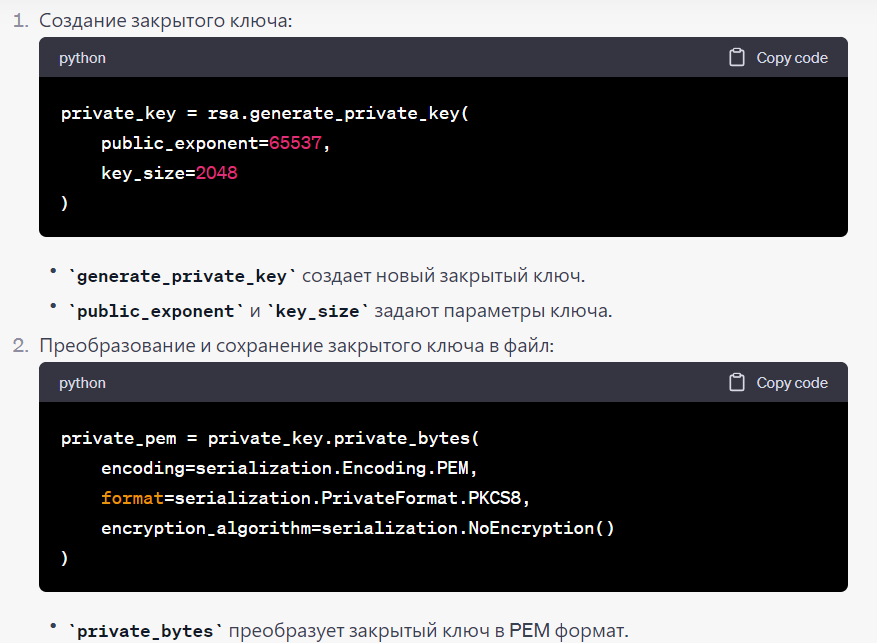 1. Создание закрытого ключа:
python Copy code
private_key = rsa.generate_private_key(
    public_exponent=65537,
    key_size=2048
)
• `generate_private_key` создает новый закрытый ключ.
• `public_exponent` и `key_size` задают параметры ключа.
2. Преобразование и сохранение закрытого ключа в файл:
python Copy code
private_pem = private_key.private_bytes(
    encoding=serialization.Encoding.PEM,
    format=serialization.PrivateFormat.PKCS8,
    encryption_algorithm=serialization.NoEncryption()
)
• `private_bytes` преобразует закрытый ключ в PEM формат.